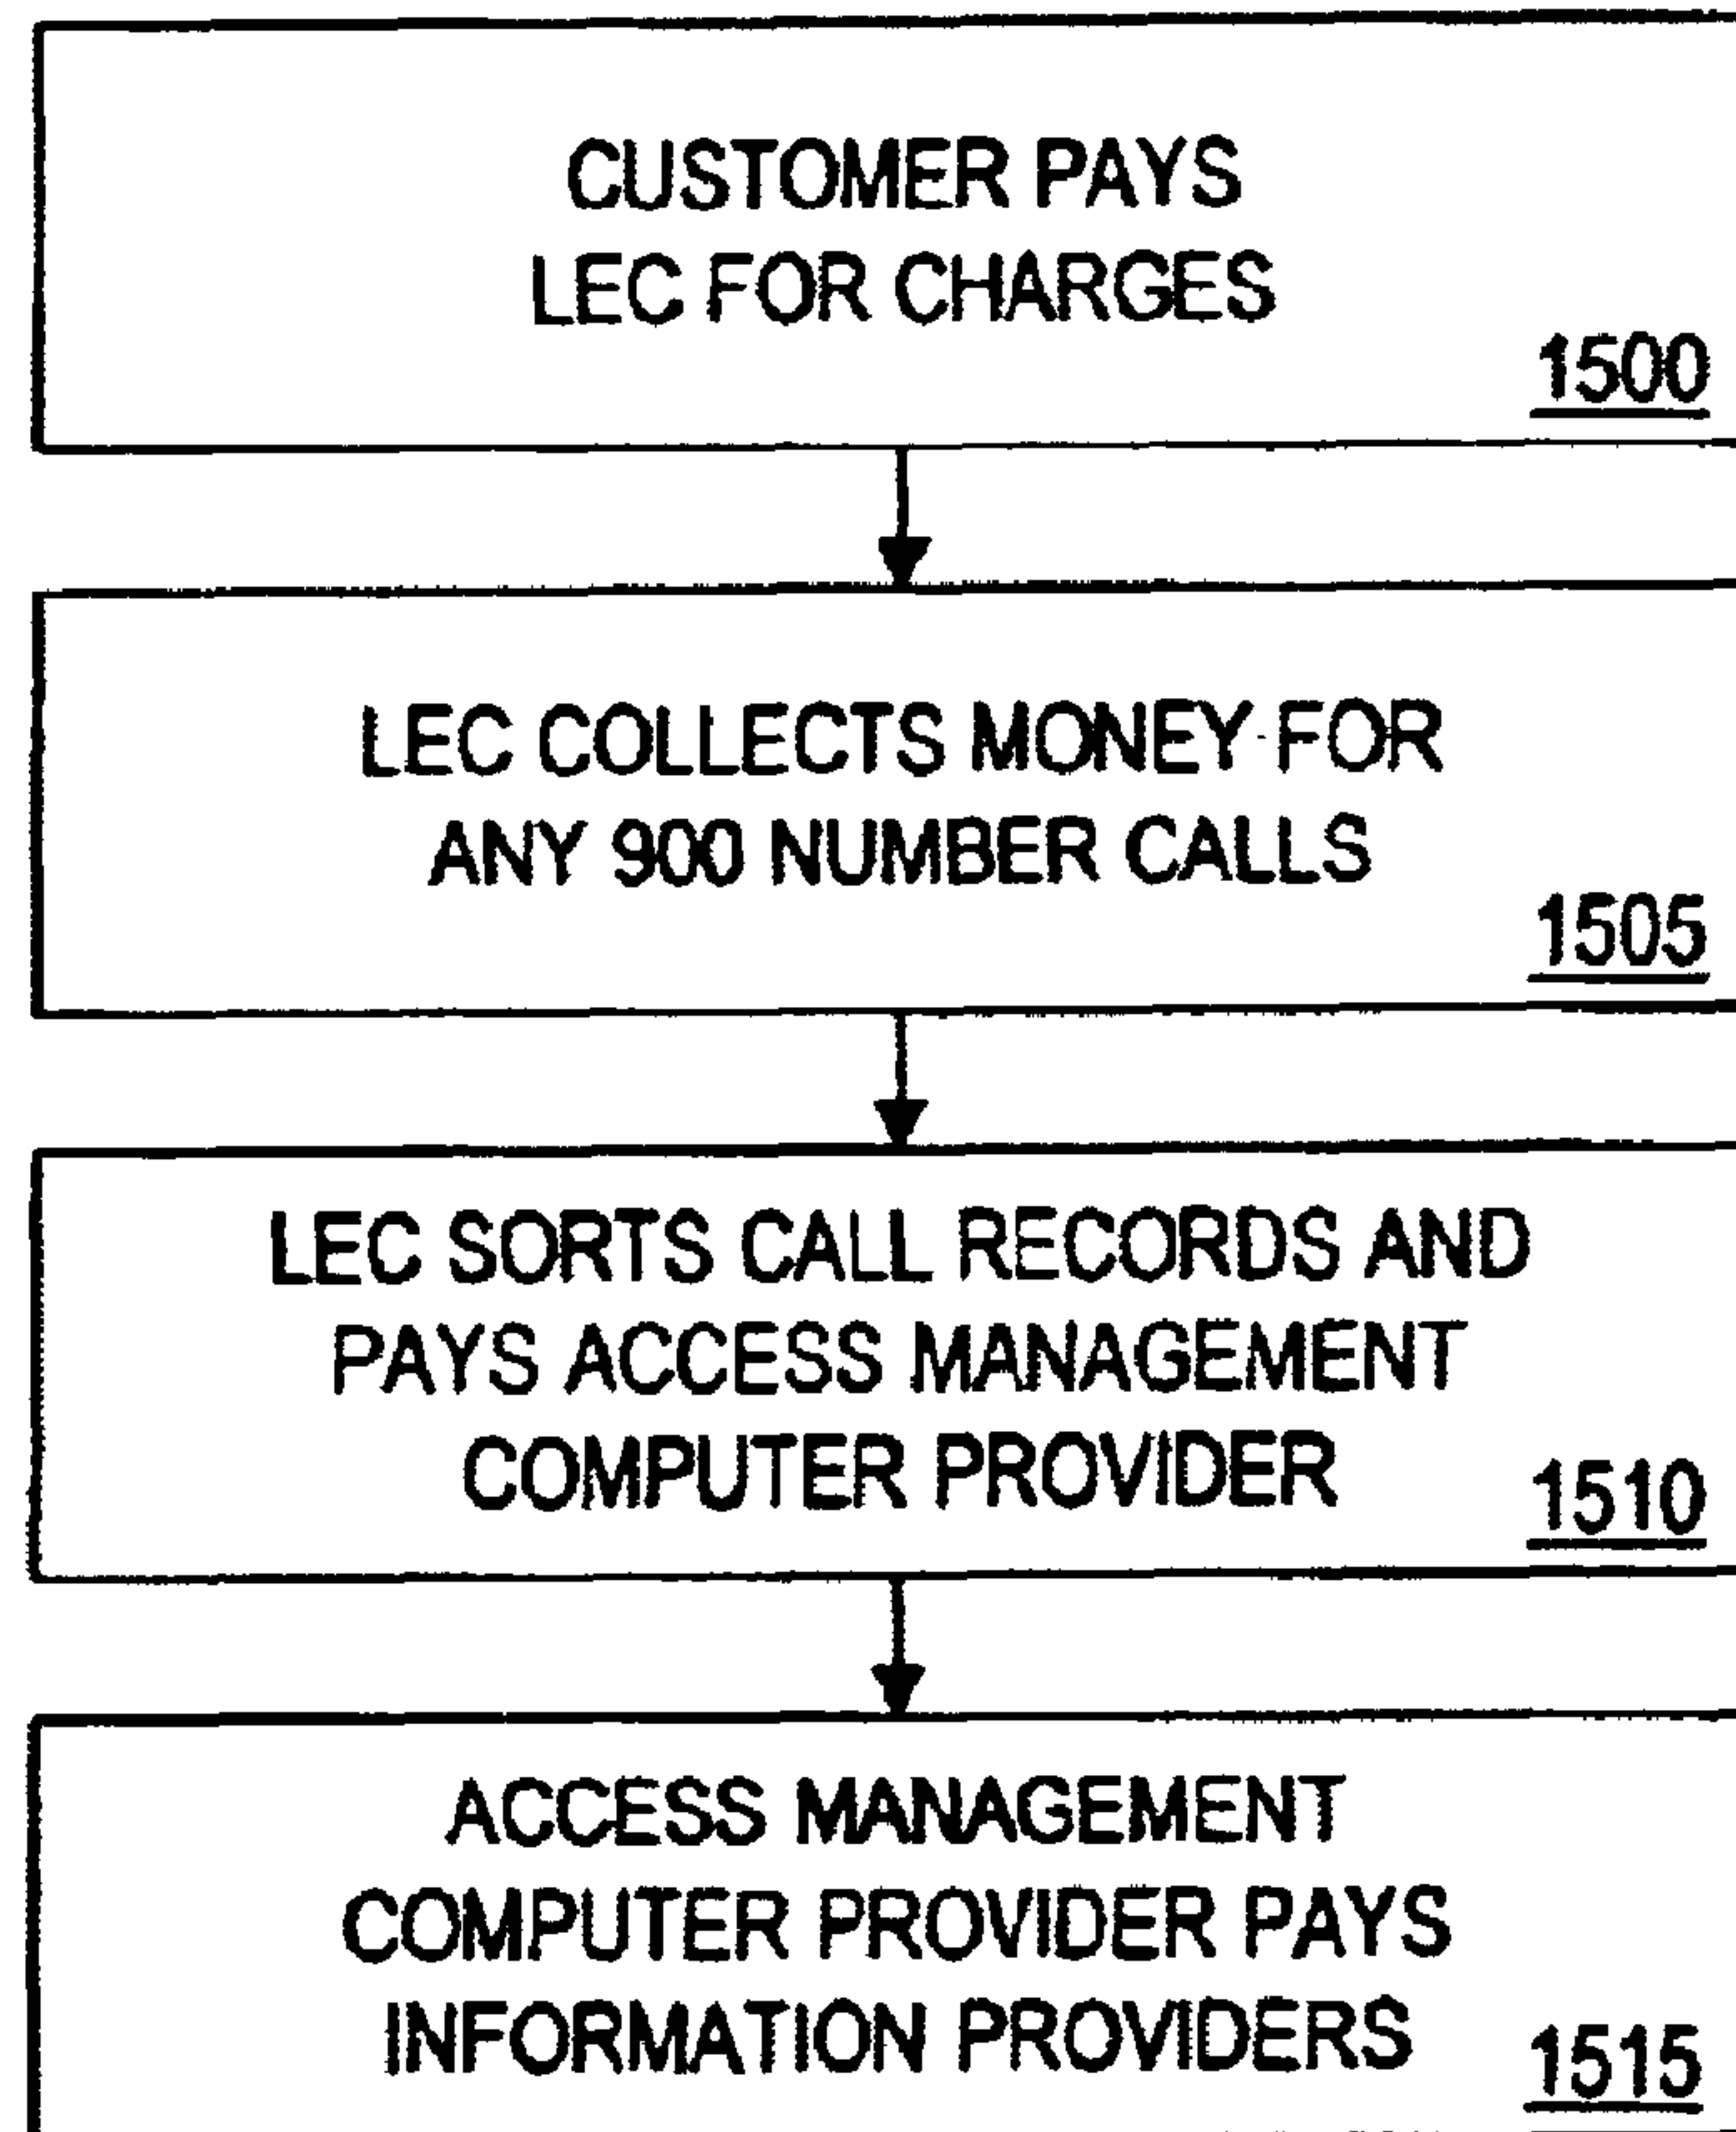 CUSTOMER PAYS
LEC FOR CHARGES
1500
LEC COLLECTS MONEY FOR
ANY 900 NUMBER CALLS
1505
LEC SORTS CALL RECORDS AND
PAYS ACCESS MANAGEMENT
COMPUTER PROVIDER
1510
ACCESS MANAGEMENT
COMPUTER PROVIDER PAYS
INFORMATION PROVIDERS
1515